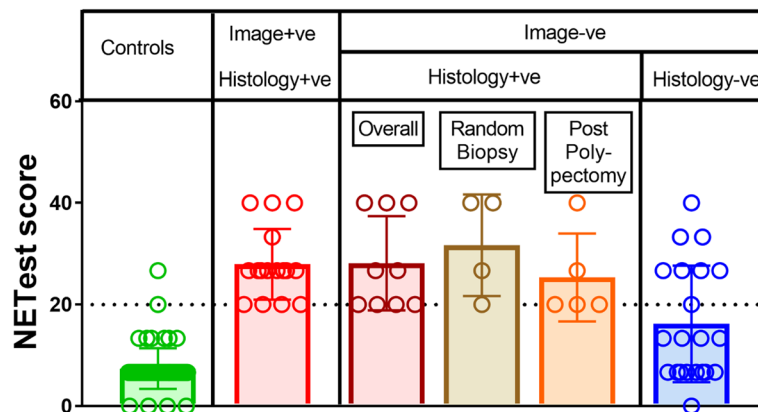 Controls
Image+ve
Histology+ve
Image-ve
Histology+ve
Histology-ve
Overall
Random
Biopsy
Post
Poly-
pectomy
NETest score
60
40
20
0